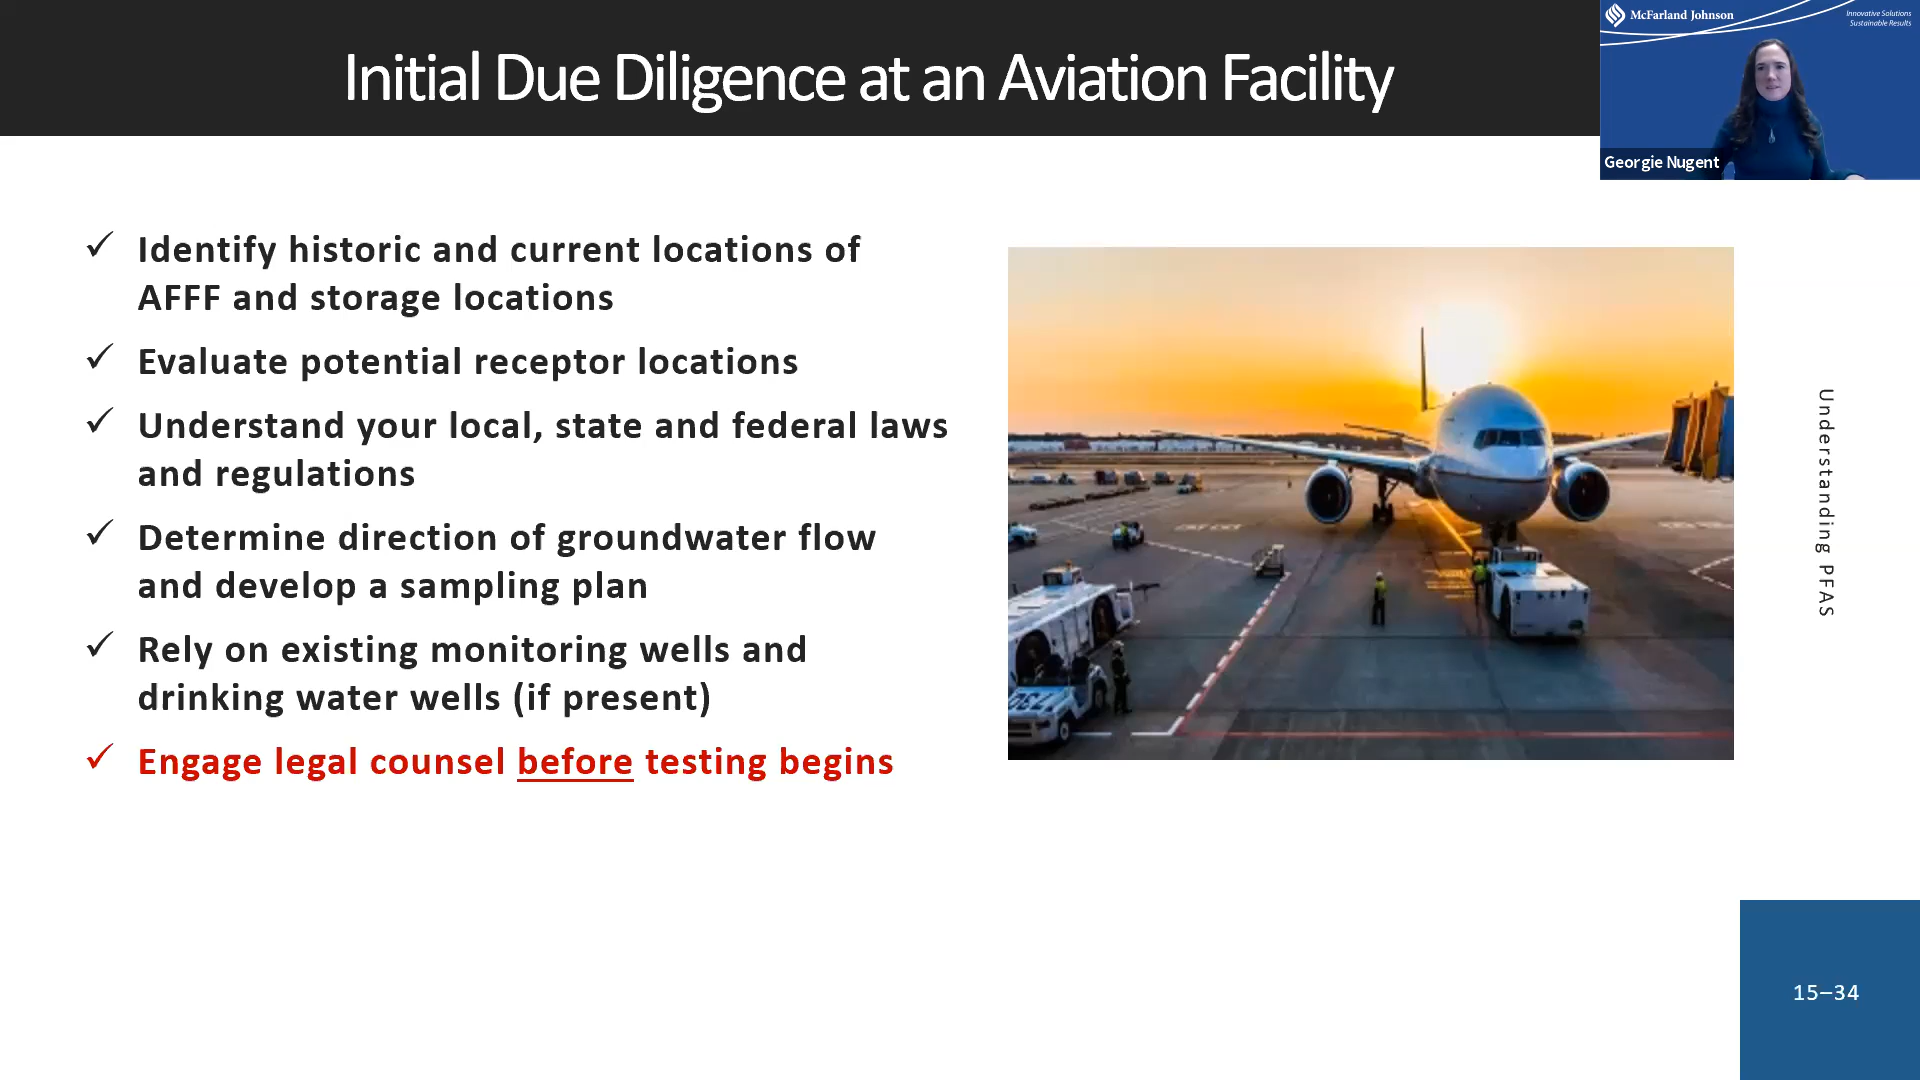 Initial Due Diligence at an Aviation Facility
McFarland Johnson
Innovative Solutions
Sustainable Results
Georgie Nugent
✓ Identify historic and current locations of
AFFF and storage locations
✓ Evaluate potential receptor locations
✓ Understand your local, state and federal laws
and regulations
✓ Determine direction of groundwater flow
and develop a sampling plan
✓ Rely on existing monitoring wells and
drinking water wells (if present)
✓ Engage legal counsel before testing begins
Understanding PFAS
15–34